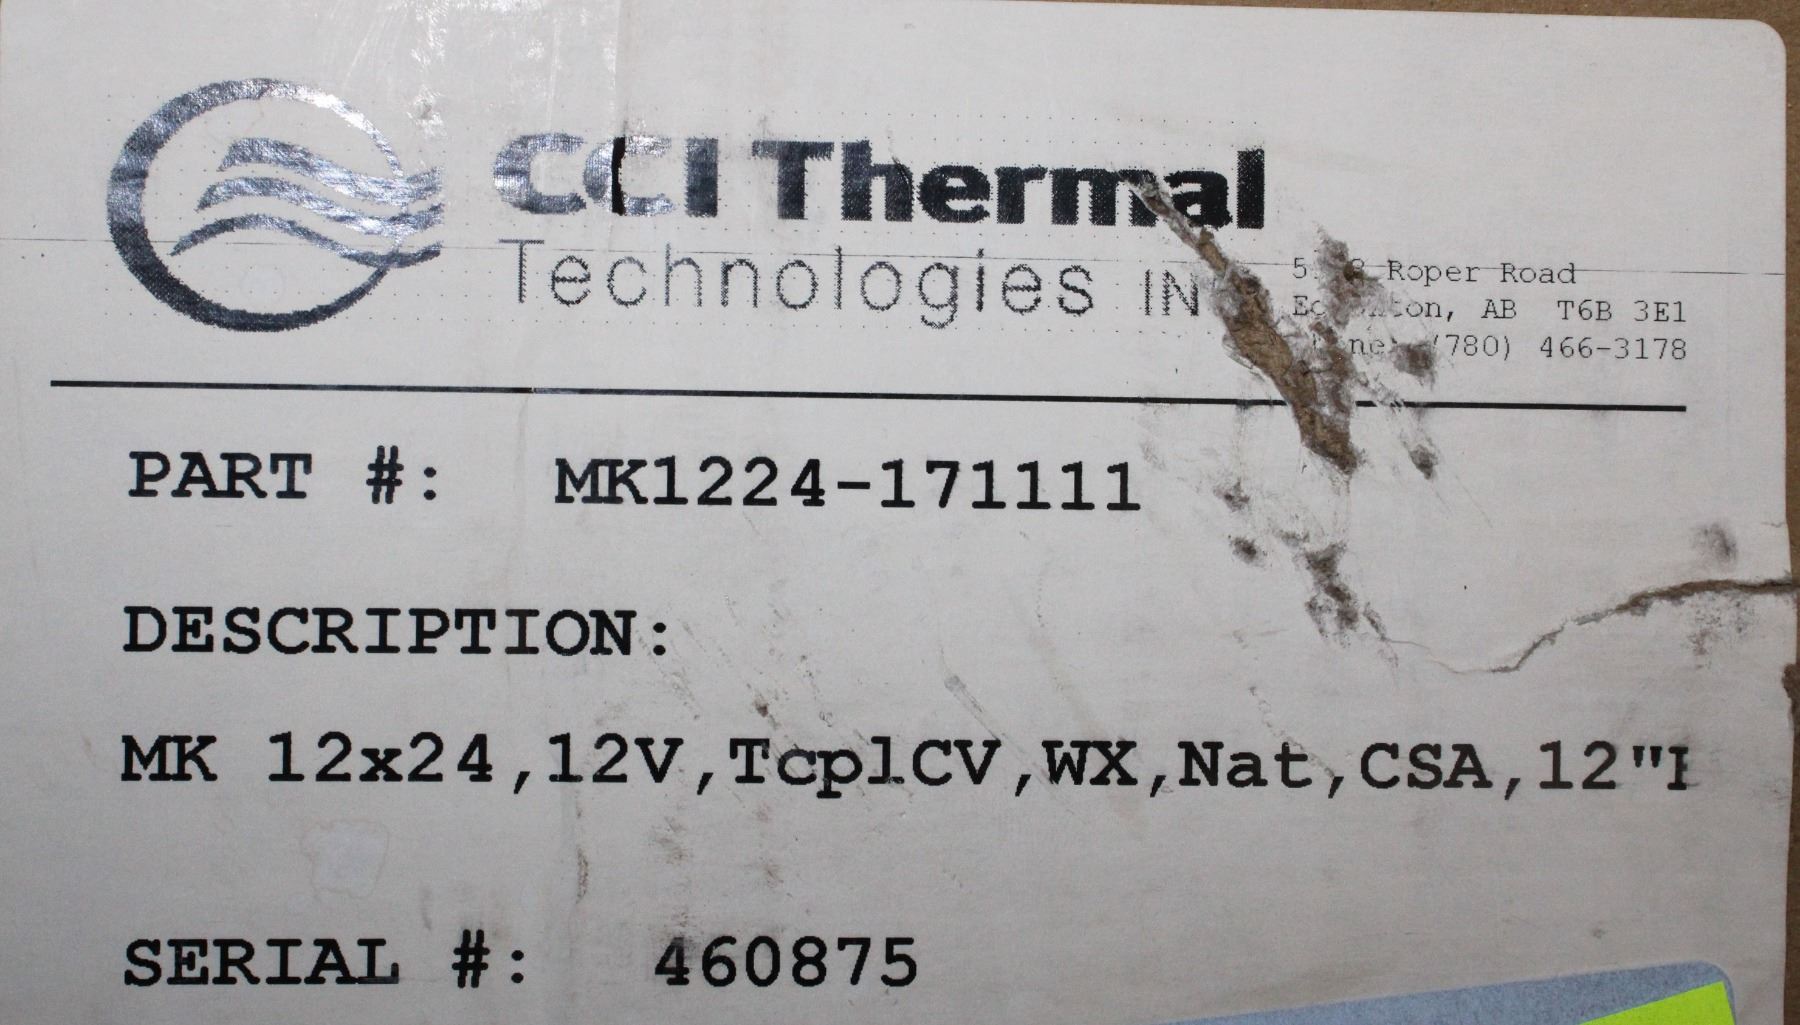 CCI Thermal
Technologies
Roper Road
AB T6B 3E1
(780) 466-3178
PART #: MK1224-171111
DESCRIPTION:
MK 12x24,12V,TcplCV,WX,Nat,CSA,12"
SERIAL #: 460875